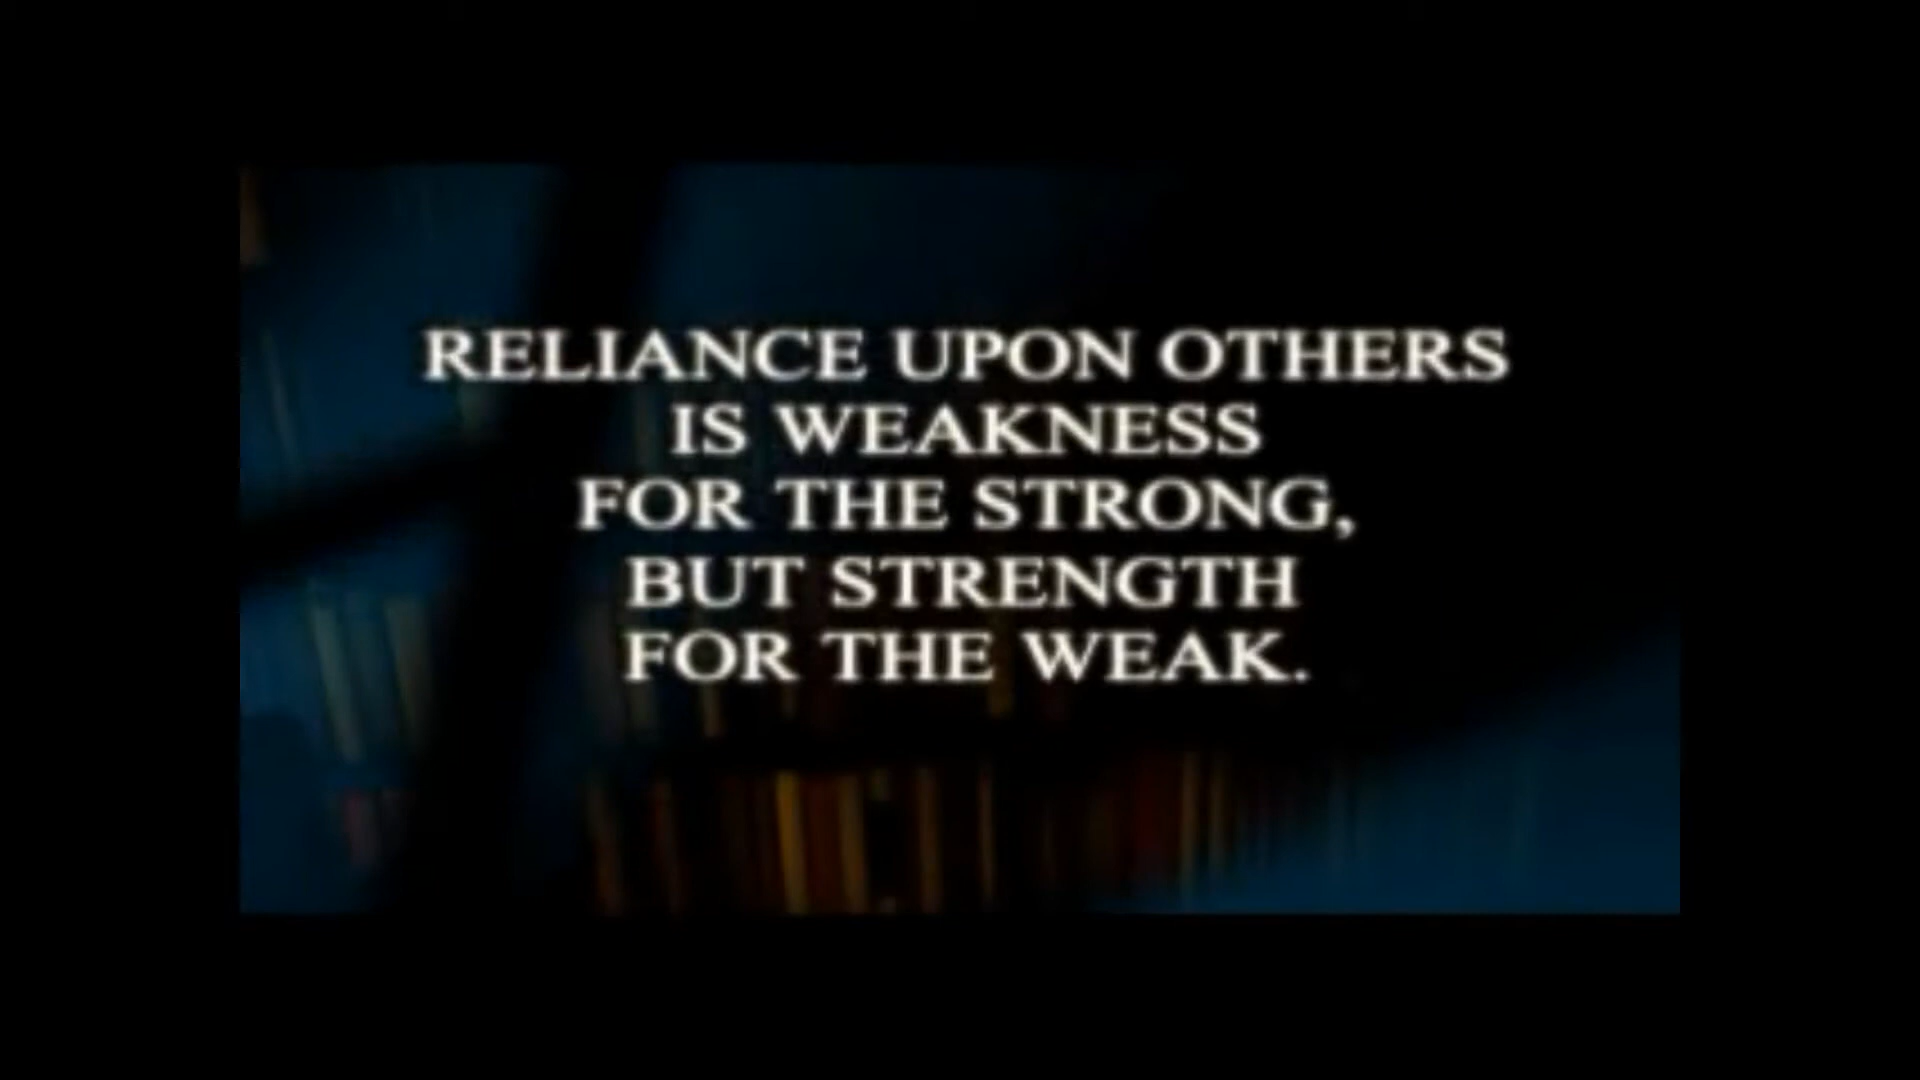 RELIANCE UPON OTHERS
IS WEAKNESS
FOR THE STRONG,
BUT STRENGTH
FOR THE WEAK.